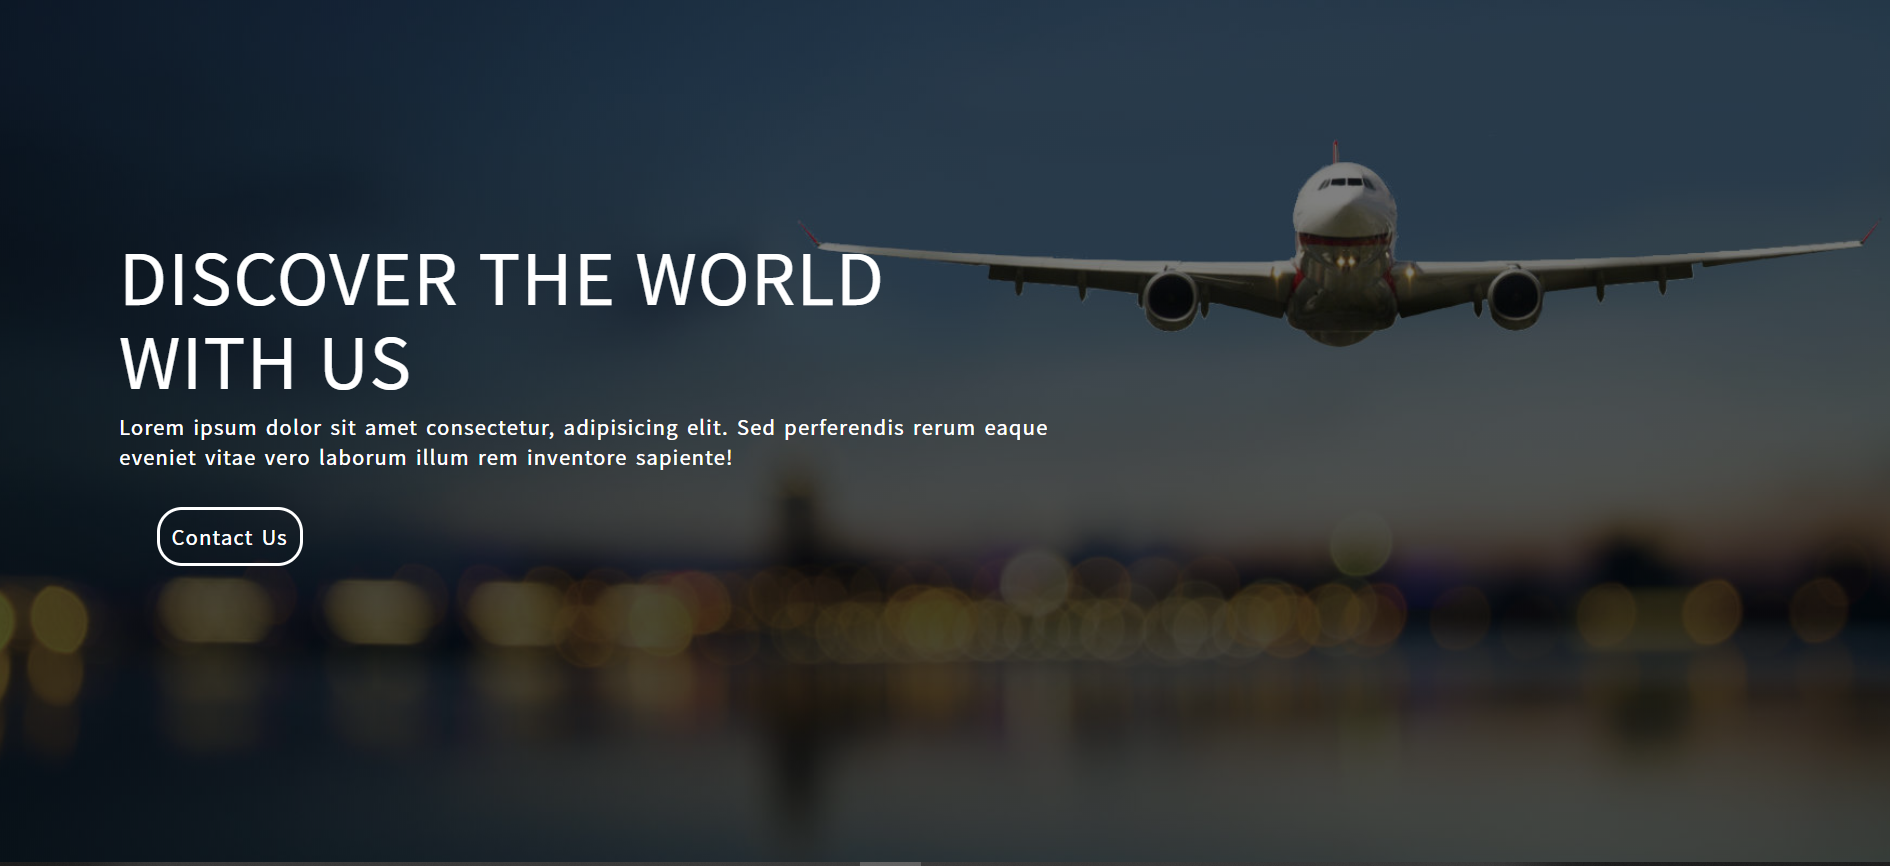 DISCOVER THE WORLD
WITH US
Lorem ipsum dolor sit amet consectetur, adipisicing elit. Sed perferendis rerum eaque
eveniet vitae vero laborum illum rem inventore sapiente!
Contact Us